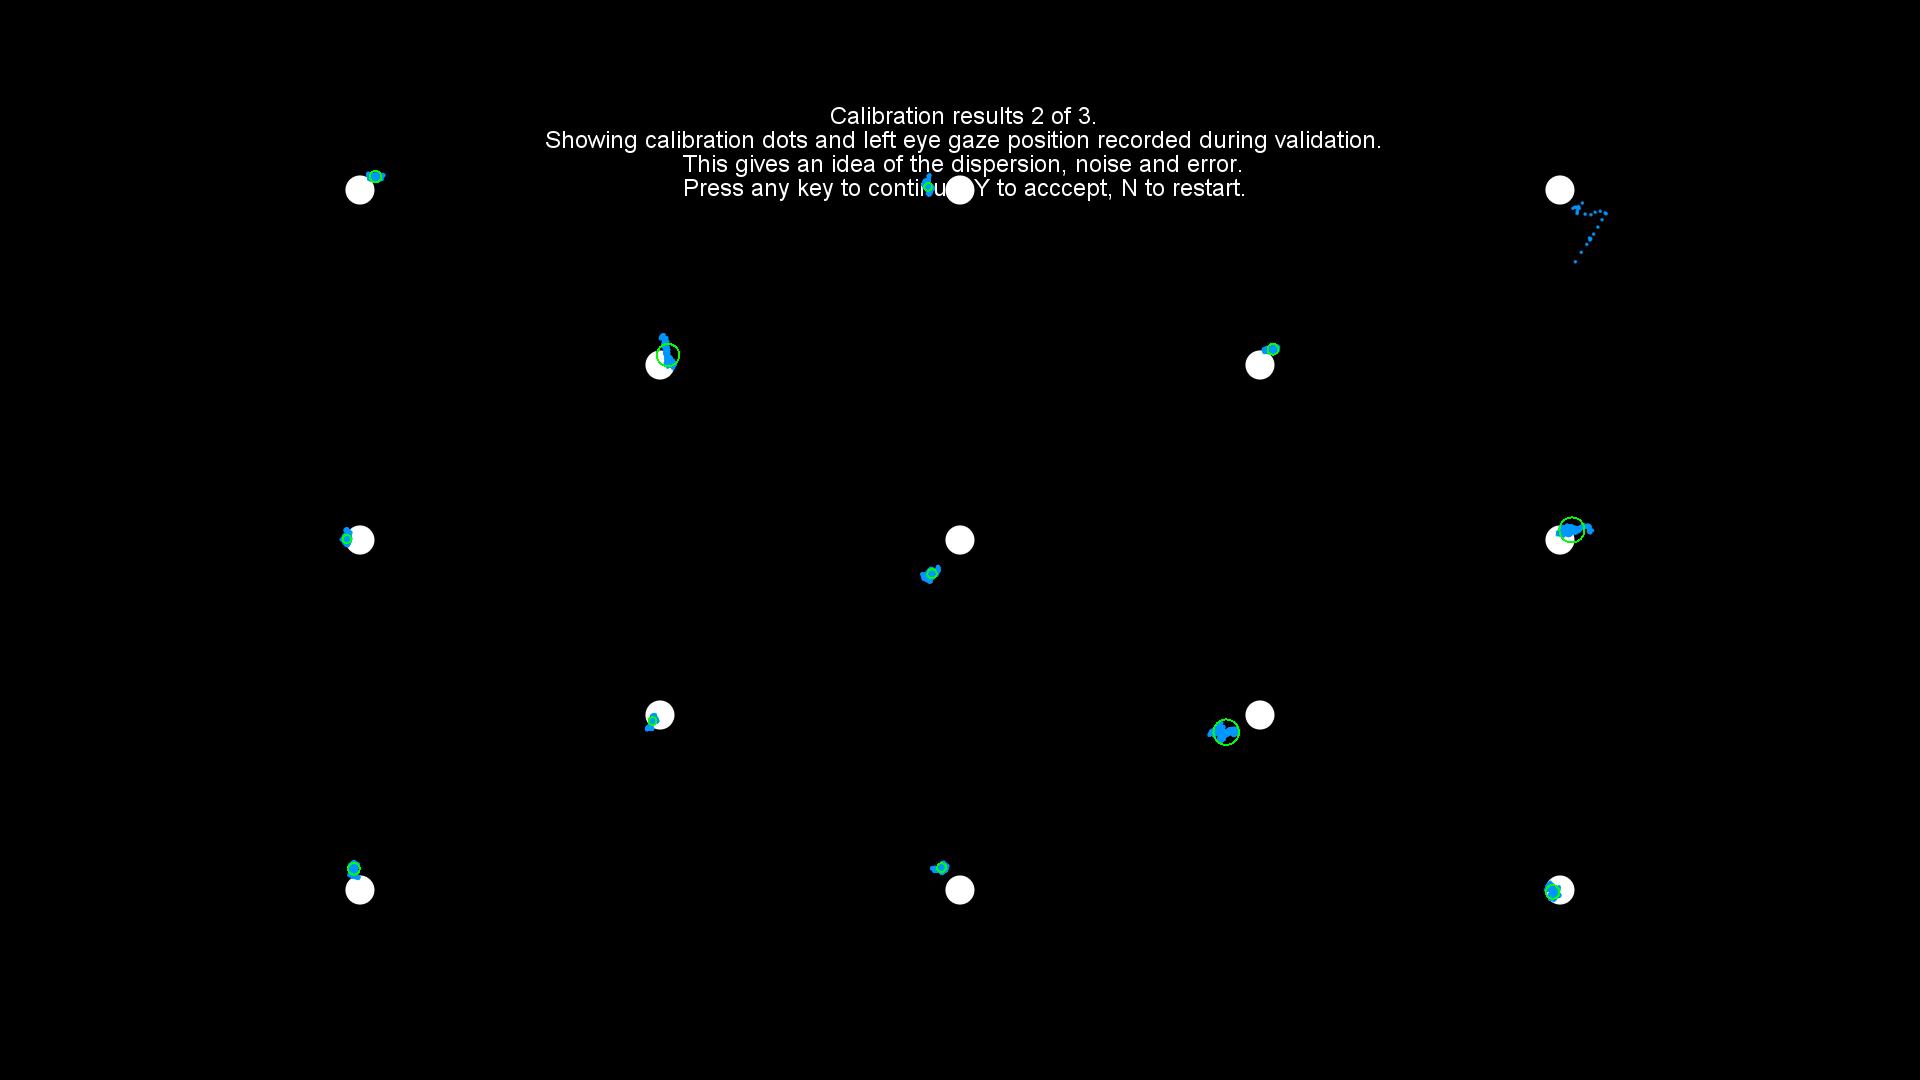 Calibration results 2 of 3.
Showing calibration dots and left eye gaze position recorded during validation.
This gives an idea of the dispersion, noise and error.
Press any key to continu Y to acccept, N to restart.